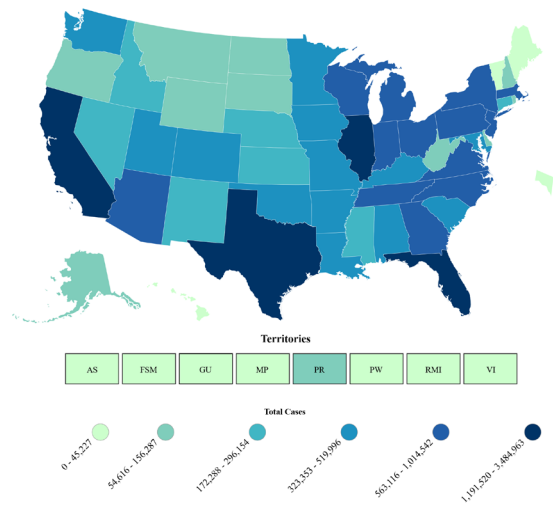 Territories
AS FSM GU MP PR PW RMI VI
Total Cases
0 - 45,227
54,616 - 156,287
172,288 - 296,154
323,353 - 519,996
563,116 - 1,014,542
1,191,520 - 3,484,963